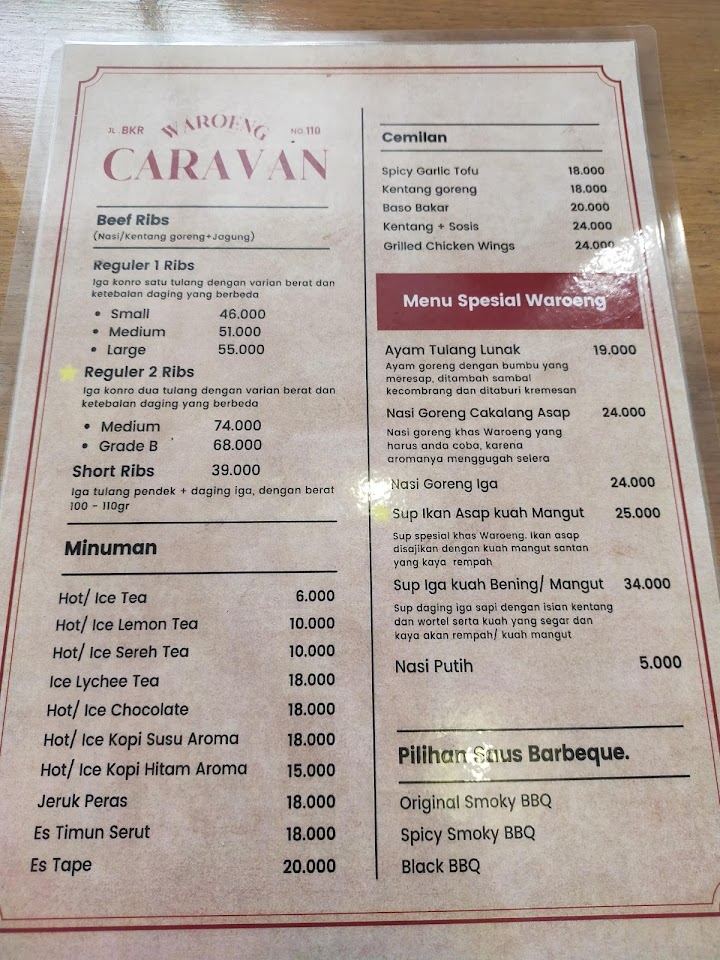 JL. BKR WAROENG NO. 110
CARAVAN
Beef Ribs
(Nasi/Kentang goreng+Jagung)
Reguler 1 Ribs
Iga konro satu tulang dengan varian berat dan
ketebalan daging yang berbeda
• Small 46.000
• Medium 51.000
• Large 55.000
Reguler 2 Ribs
Iga konro dua tulang dengan varian berat dan
ketebalan daging yang berbeda
• Medium 74.000
• Grade B 68.000
Short Ribs 39.000
Iga tulang pendek + daging iga, dengan berat
100 - 110gr
Minuman
Hot/ Ice Tea 6.000
Hot/ Ice Lemon Tea 10.000
Hot/ Ice Sereh Tea 10.000
Ice Lychee Tea 18.000
Hot/ Ice Chocolate 18.000
Hot/ Ice Kopi Susu Aroma 18.000
Hot/ Ice Kopi Hitam Aroma 15.000
Jeruk Peras 18.000
Es Timun Serut 18.000
Es Tape 20.000
Cemilan
Spicy Garlic Tofu 18.000
Kentang goreng 18.000
Baso Bakar 20.000
Kentang + Sosis 24.000
Grilled Chicken Wings 24.000
Menu Spesial Waroeng
Ayam Tulang Lunak 19.000
Ayam goreng dengan bumbu yang
meresap, ditambah sambal
kecombrang dan ditaburi kremesan
Nasi Goreng Cakalang Asap 24.000
Nasi goreng khas Waroeng yang
harus anda coba, karena
aromanya menggugah selera
Nasi Goreng Iga 24.000
Sup Ikan Asap kuah Mangut 25.000
Sup spesial khas Waroeng. Ikan asap
disajikan dengan kuah mangut santan
yang kaya rempah
Sup Iga kuah Bening/ Mangut 34.000
Sup daging iga sapi dengan isian kentang
dan wortel serta kuah yang segar dan
kaya akan rempah/ kuah mangut
Nasi Putih 5.000
Pilihan Saus Barbeque.
Original Smoky BBQ
Spicy Smoky BBQ
Black BBQ